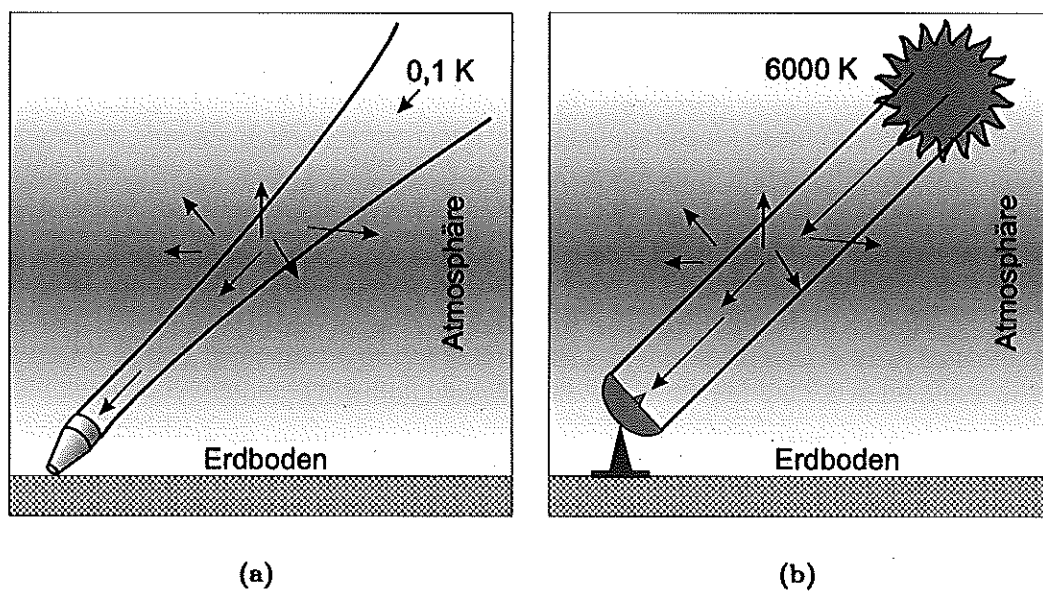 0,1 K
Atmosphäre
Erdboden
(a)
6000 K
Atmosphäre
Erdboden
(b)